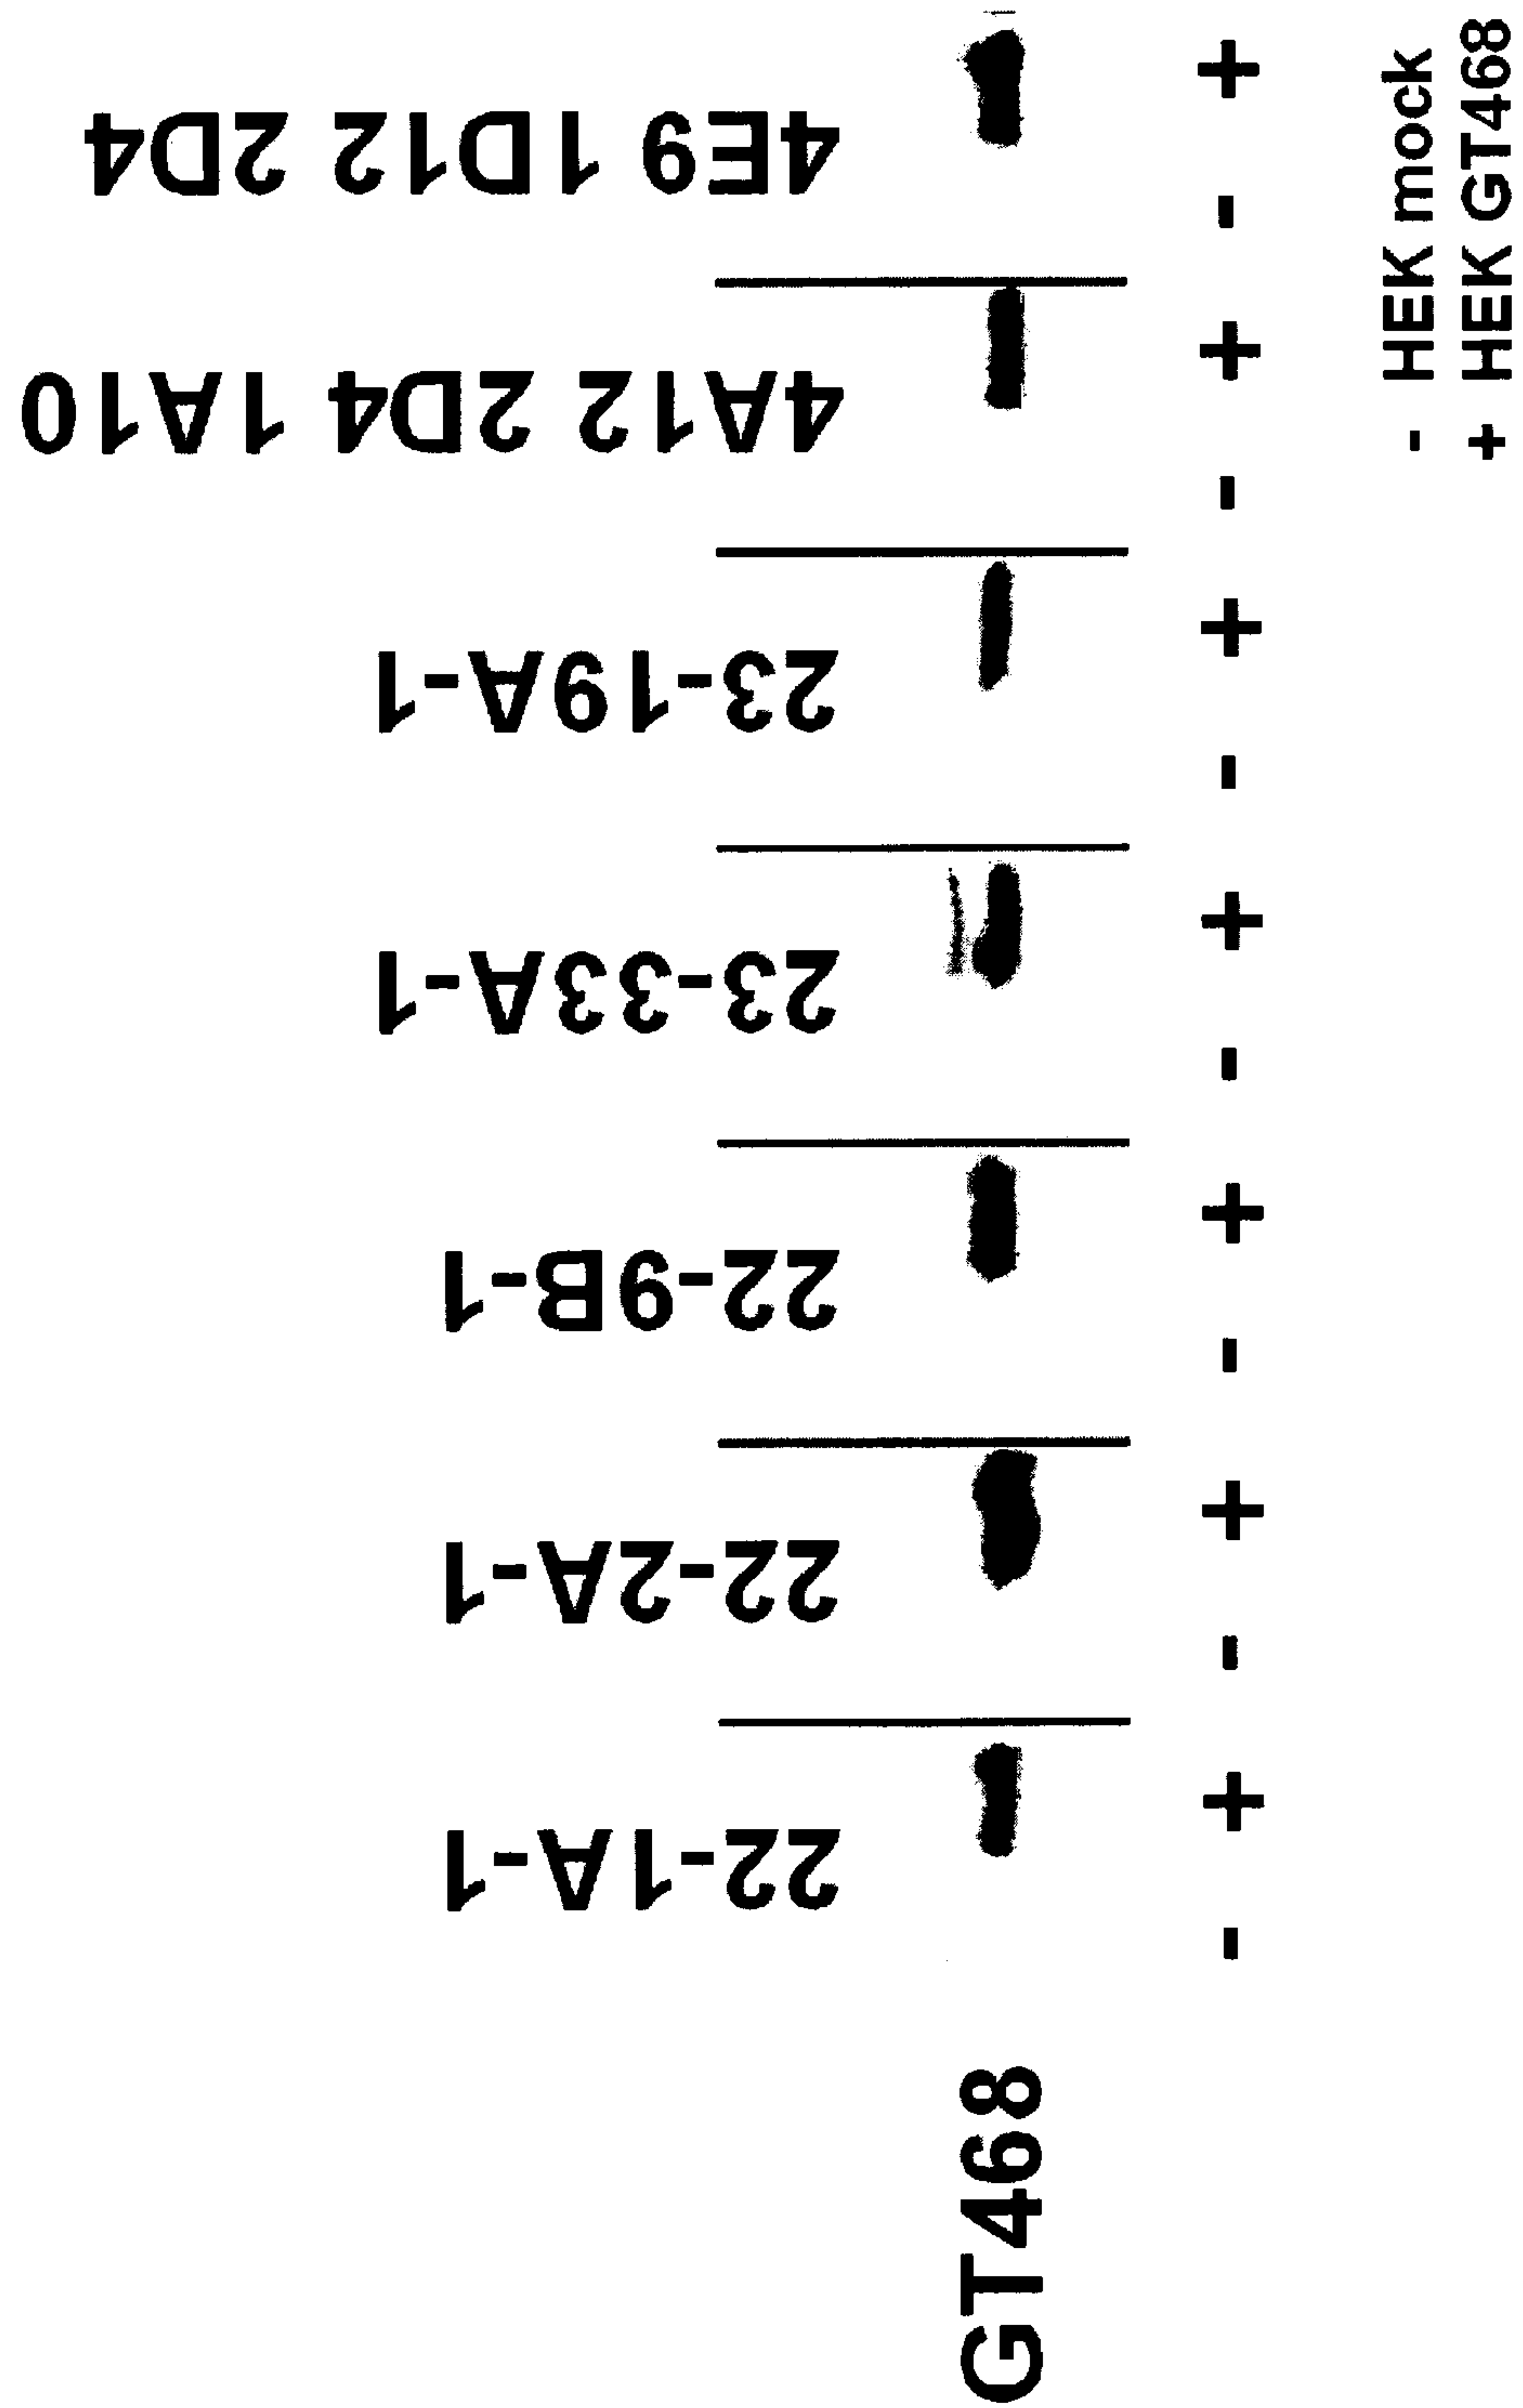 22-1A-1
22-2A-1
22-9B-1
23-33A-1
23-19A-1
4A12 2D4 1A10
4E9 1D12 2D4
GT468
- + - + - + - + - + - + - +
- HEK mock
+ HEK GT468